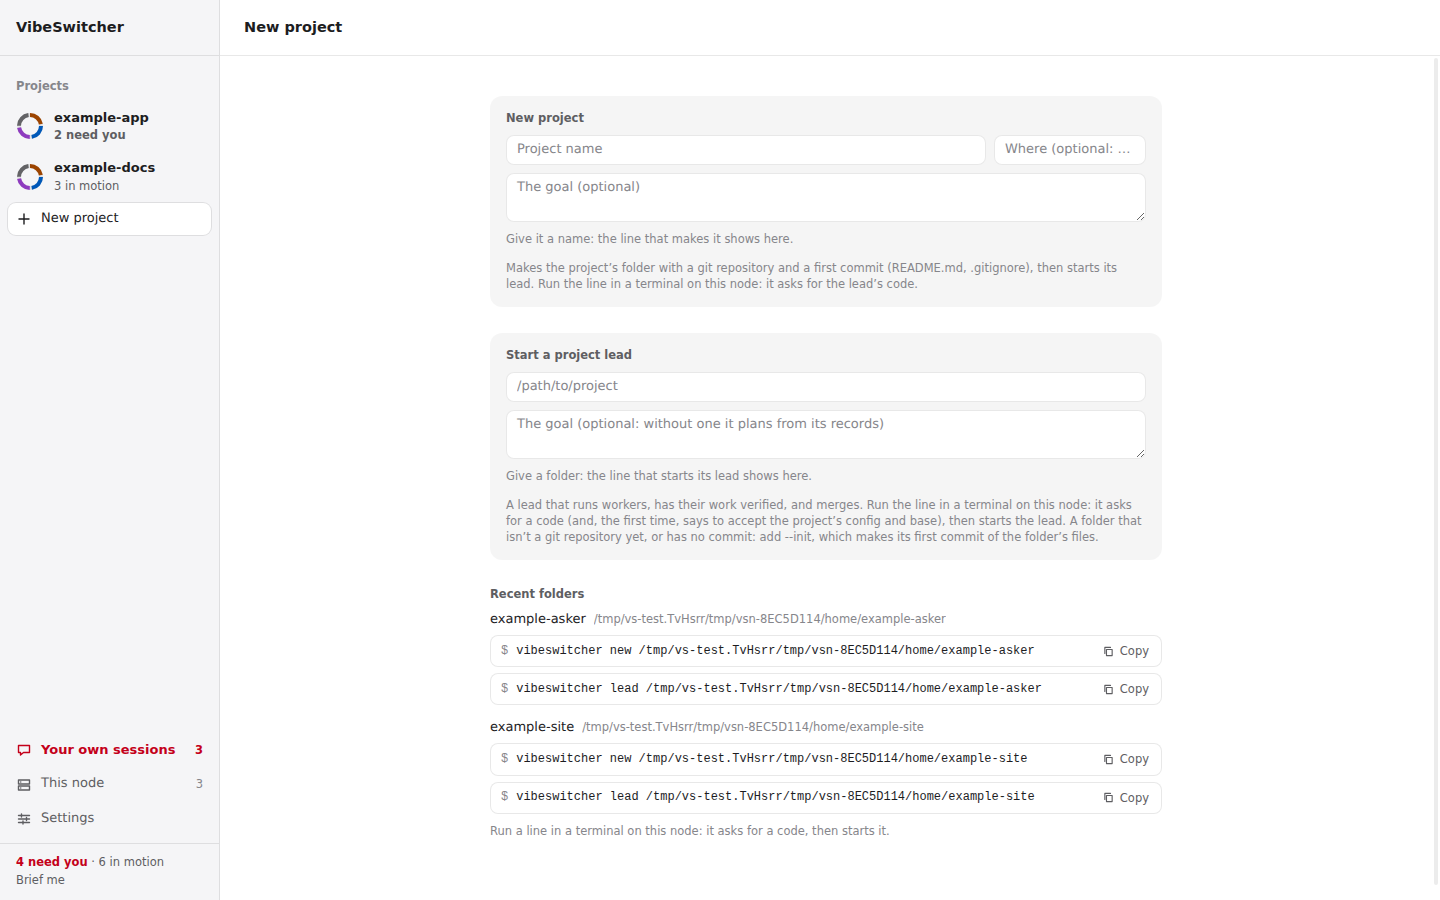 VibeSwitcher
New project
Projects
example-app
2 need you
example-docs
3 in motion
New project
New project
Project name
Where (optional: ...
The goal (optional)
Give it a name: the line that makes it shows here.
Makes the project’s folder with a git repository and a first commit (README.md, .gitignore), then starts its
lead. Run the line in a terminal on this node: it asks for the lead’s code.
Start a project lead
/path/to/project
The goal (optional: without one it plans from its records)
Give a folder: the line that starts its lead shows here.
A lead that runs workers, has their work verified, and merges. Run the line in a terminal on this node: it asks
for a code (and, the first time, says to accept the project’s config and base), then starts the lead. A folder that
isn’t a git repository yet, or has no commit: add --init, which makes its first commit of the folder’s files.
Recent folders
example-asker /tmp/vs-test.TvHsrr/tmp/vsn-8EC5D114/home/example-asker
$ vibeswitcher new /tmp/vs-test.TvHsrr/tmp/vsn-8EC5D114/home/example-asker Copy
$ vibeswitcher lead /tmp/vs-test.TvHsrr/tmp/vsn-8EC5D114/home/example-asker Copy
example-site /tmp/vs-test.TvHsrr/tmp/vsn-8EC5D114/home/example-site
$ vibeswitcher new /tmp/vs-test.TvHsrr/tmp/vsn-8EC5D114/home/example-site Copy
$ vibeswitcher lead /tmp/vs-test.TvHsrr/tmp/vsn-8EC5D114/home/example-site Copy
Run a line in a terminal on this node: it asks for a code, then starts it.
Your own sessions 3
This node 3
Settings
4 need you · 6 in motion
Brief me